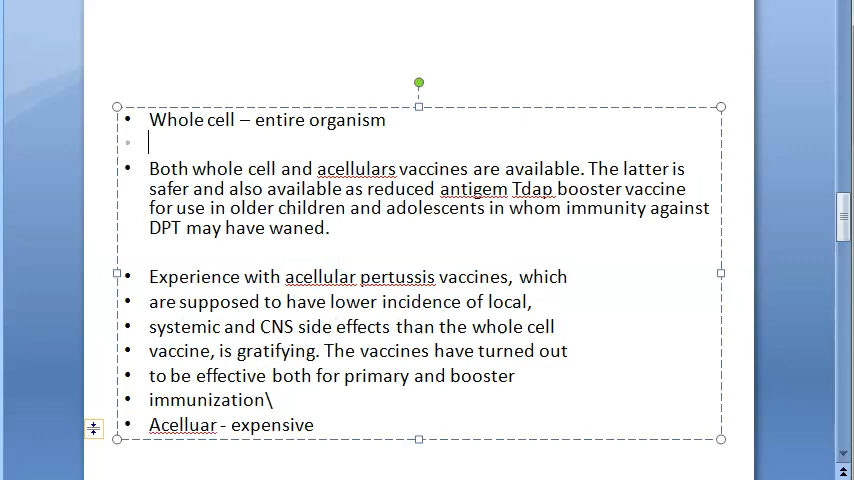 • Whole cell – entire organism
•
• Both whole cell and acellulars vaccines are available. The latter is
safer and also available as reduced antigem Tdap booster vaccine
for use in older children and adolescents in whom immunity against
DPT may have waned.
• Experience with acellular pertussis vaccines, which
• are supposed to have lower incidence of local,
• systemic and CNS side effects than the whole cell
• vaccine, is gratifying. The vaccines have turned out
• to be effective both for primary and booster
• immunization\
• Acelluar - expensive